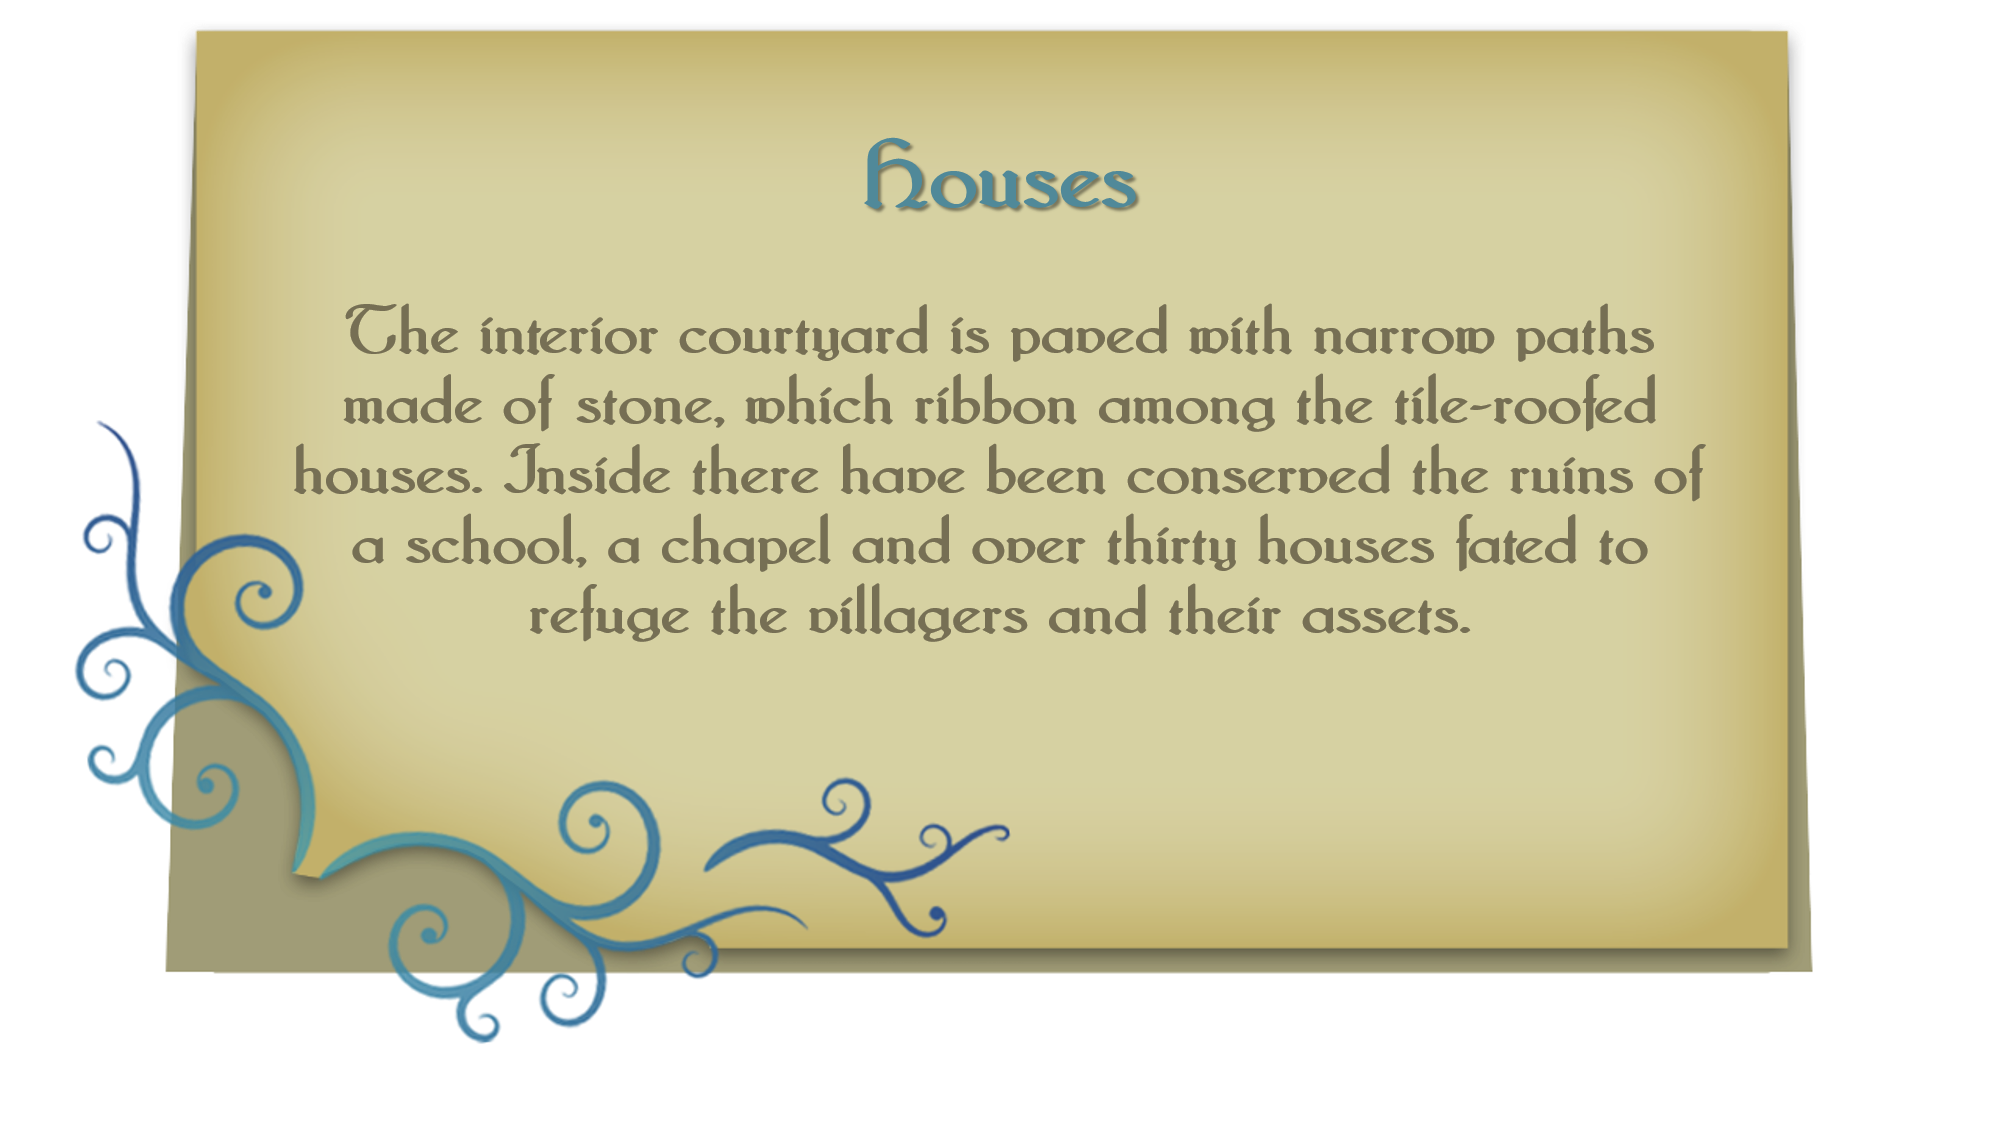 Houses
The interior courtyard is paved with narrow paths
made of stone, which ribbon among the tile-roofed
houses. Inside there have been conserved the ruins of
a school, a chapel and over thirty houses fated to
refuge the villagers and their assets.